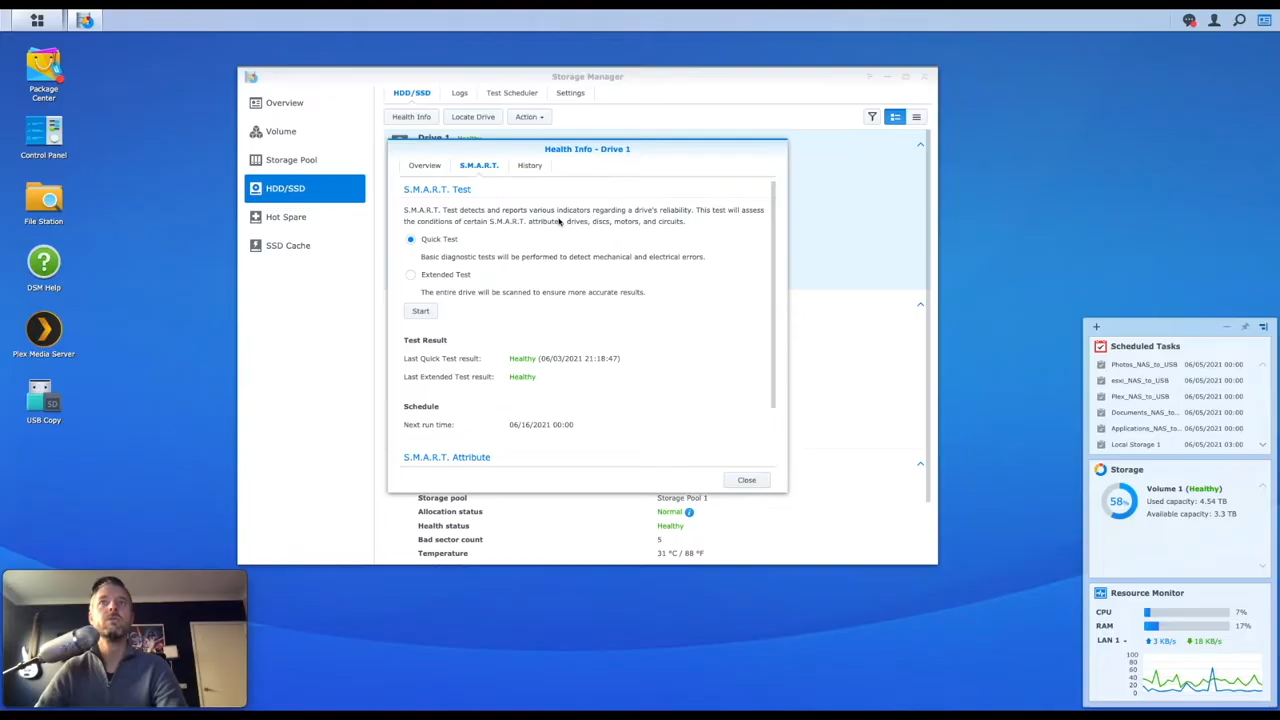 Storage Manager
Package
Center
Control Panel
File Station
DSM Help
Plex Media Server
USB Copy
Overview
Volume
Storage Pool
HDD/SSD
Hot Spare
SSD Cache
HDD/SSD
Logs
Test Scheduler
Settings
Health Info
Locate Drive
Action
Drive 1
Healthy
Health Info - Drive 1
Overview
S.M.A.R.T.
History
S.M.A.R.T. Test
S.M.A.R.T. Test detects and reports various indicators regarding a drive's reliability. This test will assess
the conditions of certain S.M.A.R.T. attributes, drives, discs, motors, and circuits.
Quick Test
Basic diagnostic tests will be performed to detect mechanical and electrical errors.
Extended Test
The entire drive will be scanned to ensure more accurate results.
Start
Test Result
Last Quick Test result: Healthy (06/03/2021 21:18:47)
Last Extended Test result: Healthy
Schedule
Next run time: 06/16/2021 00:00
S.M.A.R.T. Attribute
Close
Storage pool Storage Pool 1
Allocation status Normal
Health status Healthy
Bad sector count 5
Temperature 31 °C / 88 °F
Scheduled Tasks
Photos_NAS_to_USB 06/05/2021 00:00
esxi_NAS_to_USB 06/05/2021 00:00
Plex_NAS_to_USB 06/05/2021 00:00
Documents_NAS_to... 06/05/2021 00:00
Applications_NAS_to... 06/05/2021 00:00
Local Storage 1 06/05/2021 03:00
Storage
58%
Volume 1 (Healthy)
Used capacity: 4.54 TB
Available capacity: 3.3 TB
Resource Monitor
CPU 7%
RAM 17%
LAN 1 3 KB/s 18 KB/s
100
80
60
40
20
0